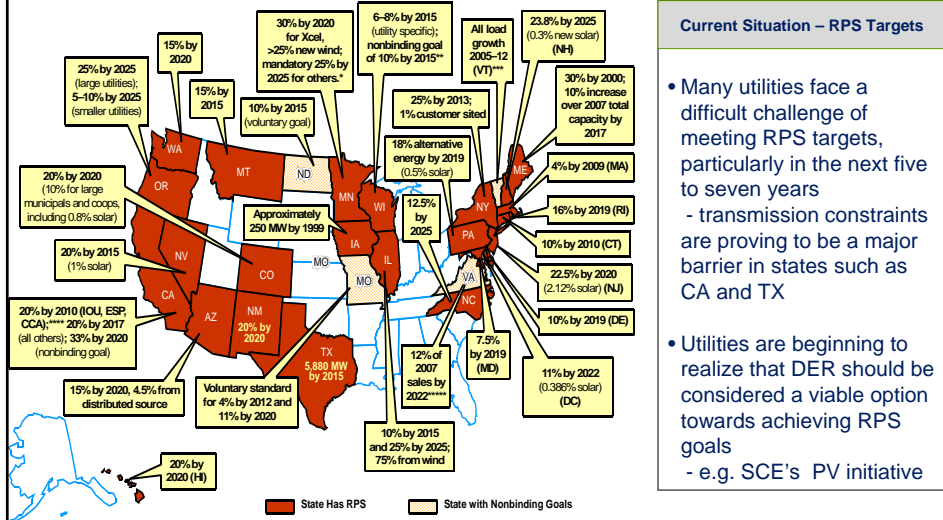 30% by 2020
for Xcel,
>25% new wind;
mandatory 25% by
2025 for others.*
6–8% by 2015
(utility specific);
nonbinding goal
of 10% by 2015**
All load
growth
2005–12
(VT)***
23.8% by 2025
(0.3% new solar)
(NH)
15% by
2020
25% by 2025
(large utilities);
5–10% by 2025
(smaller utilities)
15% by
2015
10% by 2015
(voluntary goal)
25% by 2013;
1% customer sited
30% by 2000;
10% increase
over 2007 total
capacity by
2017
18% alternative
energy by 2019
(0.5% solar)
4% by 2009 (MA)
20% by 2020
(10% for large
municipals and coops,
including 0.8% solar)
Approximately
250 MW by 1999
12.5%
by
2025
16% by 2019 (RI)
10% by 2010 (CT)
20% by 2015
(1% solar)
22.5% by 2020
(2.12% solar) (NJ)
20% by 2010 (IOU, ESP,
CCA);**** 20% by 2017
(all others); 33% by 2020
(nonbinding goal)
10% by 2019 (DE)
7.5%
by 2019
(MD)
11% by 2022
(0.386% solar)
(DC)
12% of
2007
sales by
2022*****
15% by 2020, 4.5% from
distributed source
Voluntary standard
for 4% by 2012 and
11% by 2020
10% by 2015
and 25% by 2025;
75% from wind
20% by
2020 (HI)
WA
OR
MT
ND
MN
WI
NY
ME
PA
IA
IL
NV
CA
CO
MO
MO
VA
NC
AZ
NM
20% by
2020
TX
5,880 MW
by 2015
State Has RPS
State with Nonbinding Goals
Current Situation – RPS Targets
• Many utilities face a
difficult challenge of
meeting RPS targets,
particularly in the next five
to seven years
- transmission constraints
are proving to be a major
barrier in states such as
CA and TX
• Utilities are beginning to
realize that DER should be
considered a viable option
towards achieving RPS
goals
- e.g. SCE's PV initiative